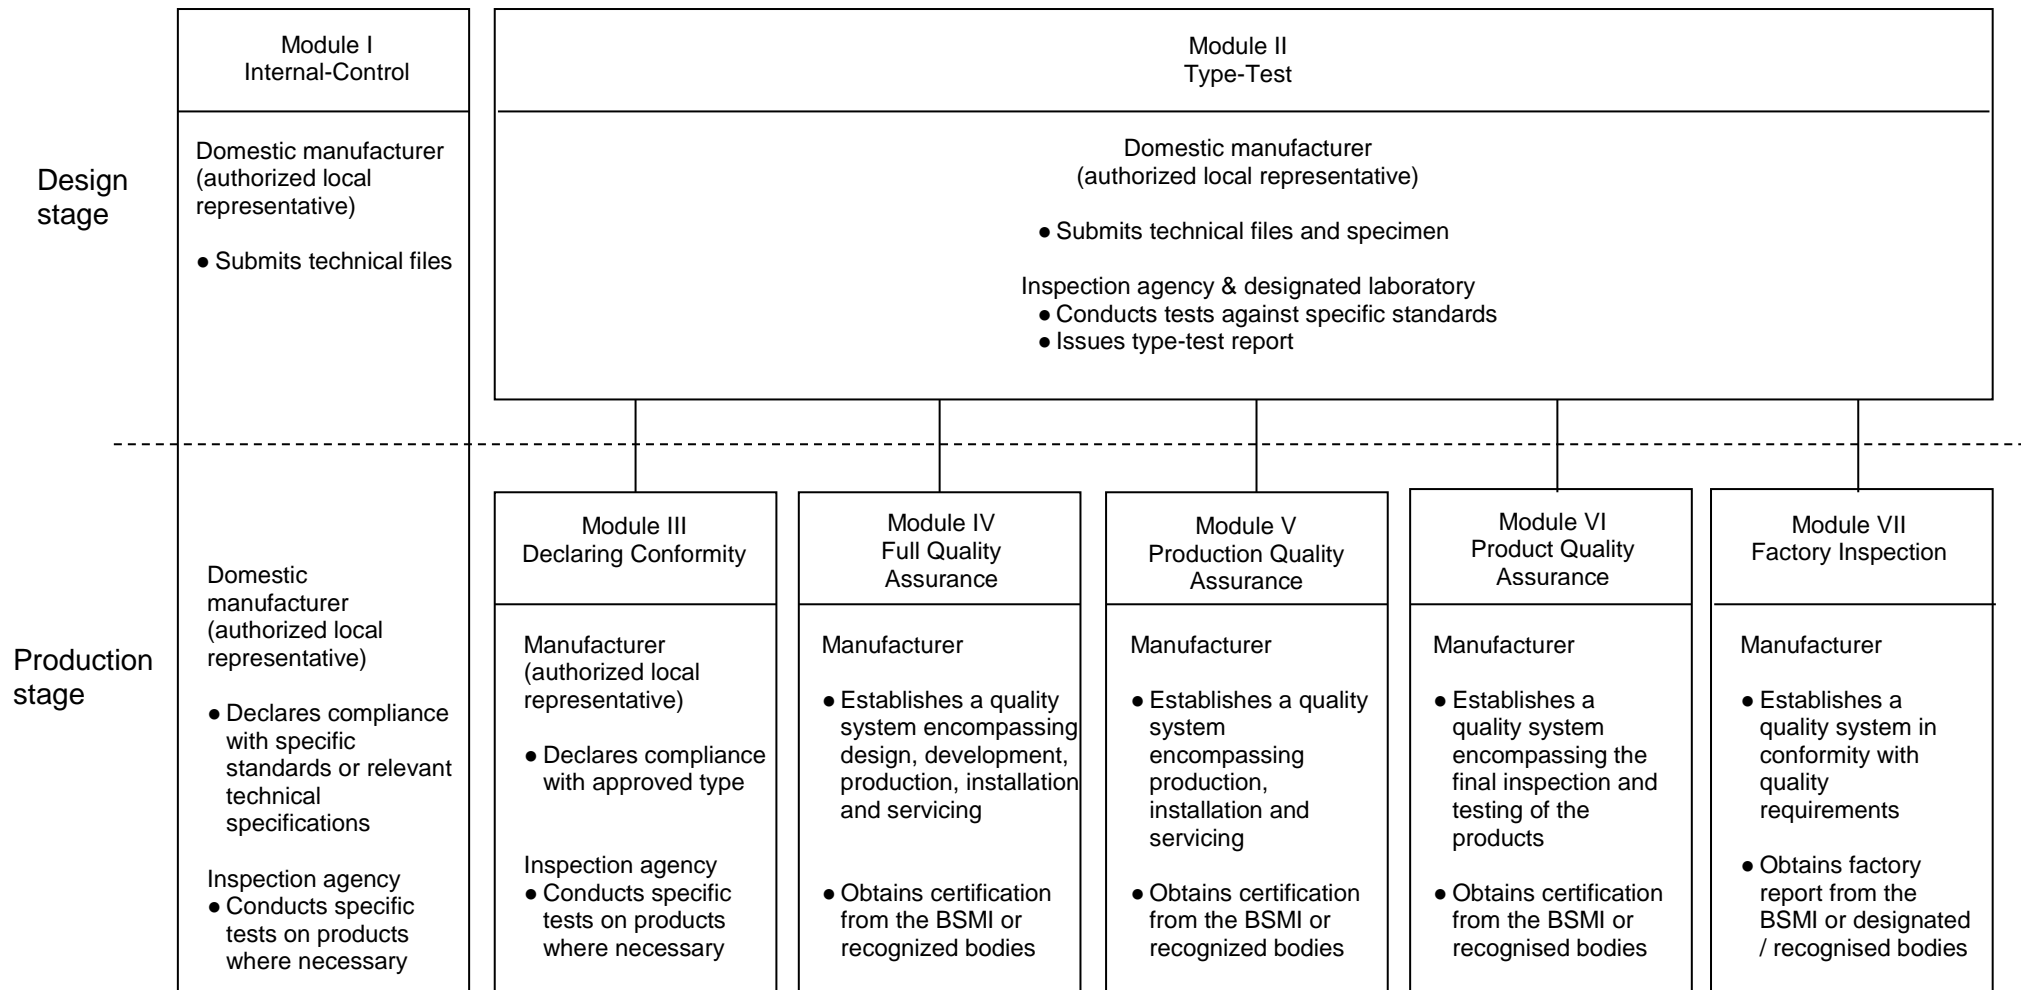 Module I
Internal-Control
Module II
Type-Test
Design
stage
Domestic manufacturer
(authorized local
representative)
● Submits technical files
Domestic manufacturer
(authorized local representative)
● Submits technical files and specimen
Inspection agency & designated laboratory
● Conducts tests against specific standards
● Issues type-test report
Production
stage
Domestic
manufacturer
(authorized local
representative)
● Declares compliance
with specific
standards or relevant
technical
specifications
Inspection agency
● Conducts specific
tests on products
where necessary
Module III
Declaring Conformity
Manufacturer
(authorized local
representative)
● Declares compliance
with approved type
Inspection agency
● Conducts specific
tests on products
where necessary
Module IV
Full Quality
Assurance
Manufacturer
● Establishes a quality
system encompassing
design, development,
production, installation
and servicing
● Obtains certification
from the BSMI or
recognized bodies
Module V
Production Quality
Assurance
Manufacturer
● Establishes a quality
system
encompassing
production,
installation and
servicing
● Obtains certification
from the BSMI or
recognized bodies
Module VI
Product Quality
Assurance
Manufacturer
● Establishes a
quality system
encompassing the
final inspection and
testing of the
products
● Obtains certification
from the BSMI or
recognised bodies
Module VII
Factory Inspection
Manufacturer
● Establishes a
quality system in
conformity with
quality
requirements
● Obtains factory
report from the
BSMI or designated
/ recognised bodies